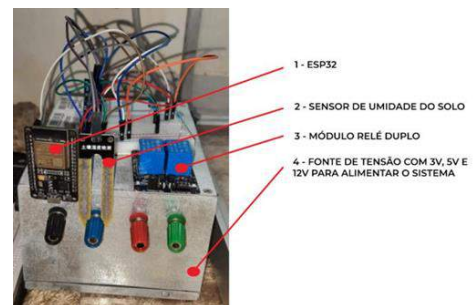 1 - ESP32
2 - SENSOR DE UMIDADE DO SOLO
3 - MÓDULO RELÉ DUPLO
4 - FONTE DE TENSÃO COM 3V, 5V E
12V PARA ALIMENTAR O SISTEMA